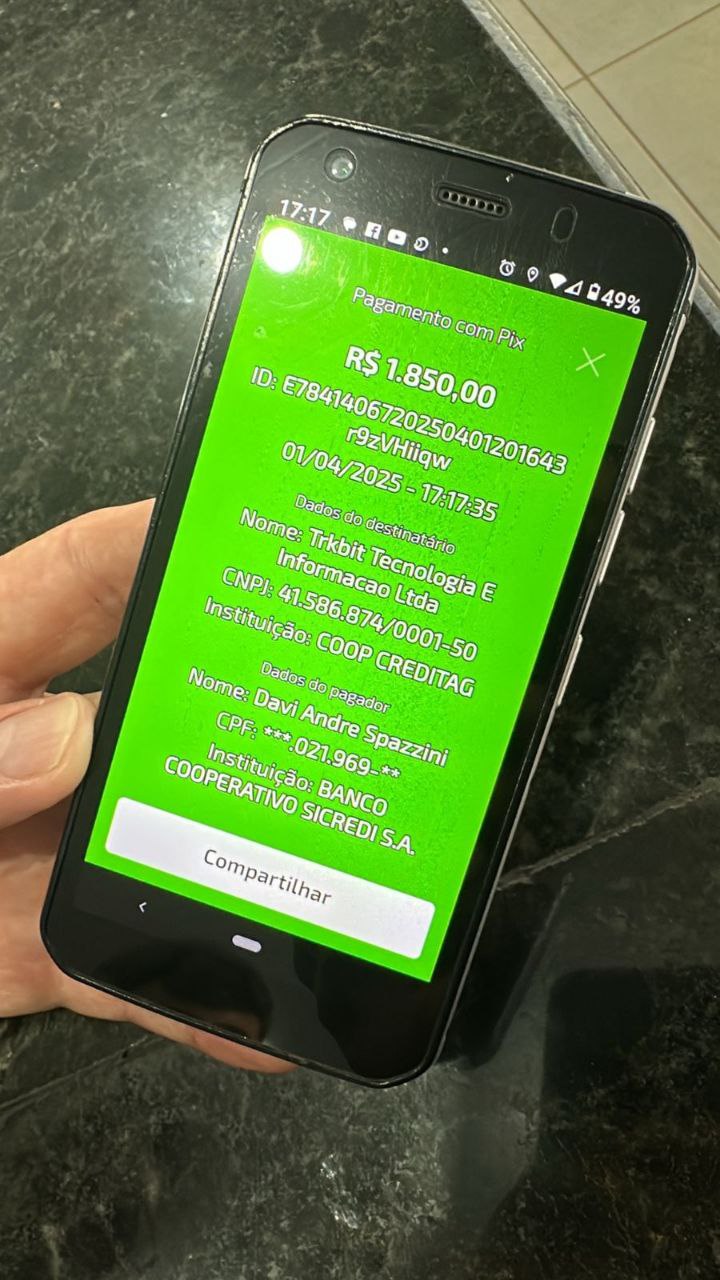 17:17
49%
Pagamento com Pix
R$ 1.850,00
ID: E7841406720250401201643
r9zVHiiqw
01/04/2025 - 17:17:35
Dados do destinatário
Nome: Trkbit Tecnologia E
Informacao Ltda
CNPJ: 41.586.874/0001-50
Instituição: COOP CREDITAG
Dados do pagador
Nome: Davi Andre Spazzini
CPF: ***.021.969-**
Instituição: BANCO
COOPERATIVO SICREDI S.A.
Compartilhar